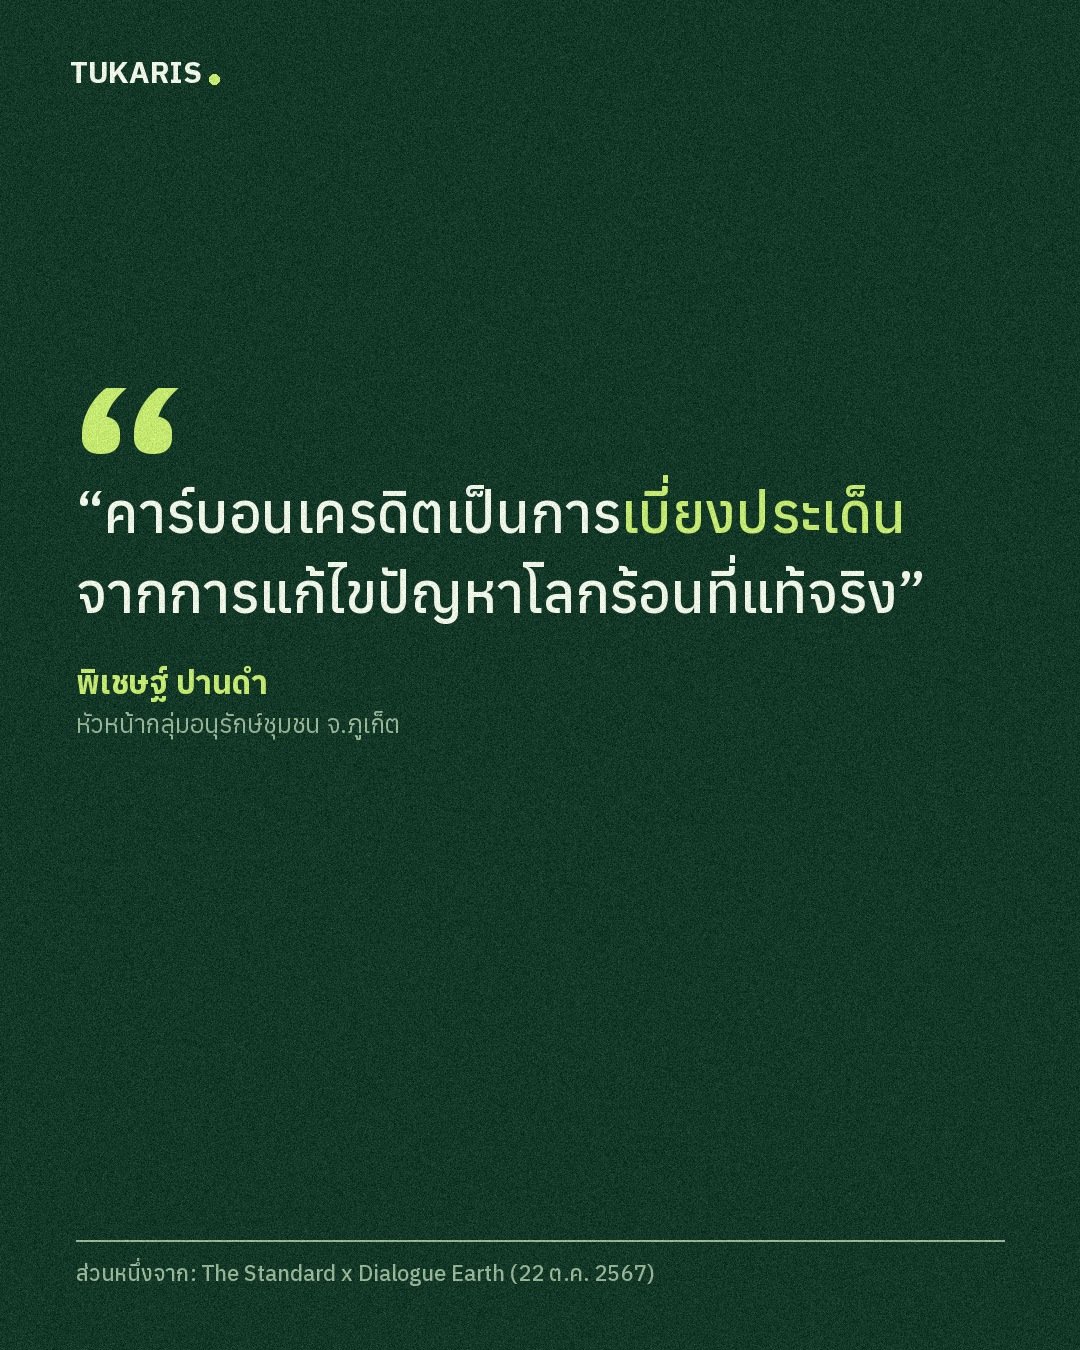 TUKARIS.
“คาร์บอนเครดิตเป็นการเบี่ยงประเด็น
จากการแก้ไขปัญหาโลกร้อนที่แท้จริง”
พิเชษฐ์ ปานดำ
หัวหน้ากลุ่มอนุรักษ์ชุมชน จ.ภูเก็ต
ส่วนหนึ่งจาก: The Standard x Dialogue Earth (22 ต.ค. 2567)